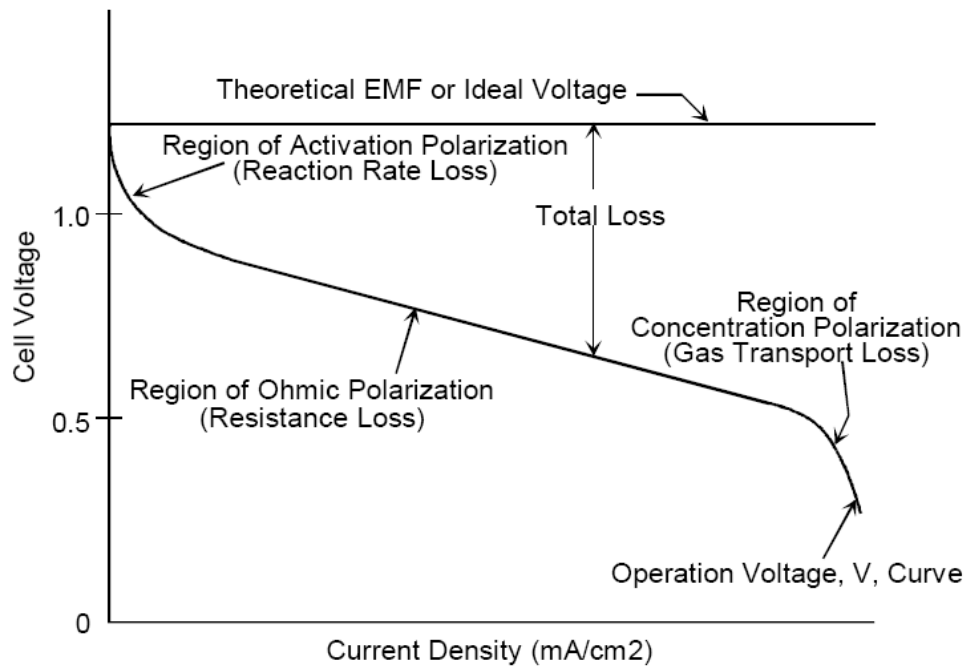 Theoretical EMF or Ideal Voltage
Region of Activation Polarization
(Reaction Rate Loss)
1.0
Total Loss
Cell Voltage
Region of
Concentration Polarization
(Gas Transport Loss)
Region of Ohmic Polarization
(Resistance Loss)
0.5
Operation Voltage, V, Curve
0
Current Density (mA/cm2)